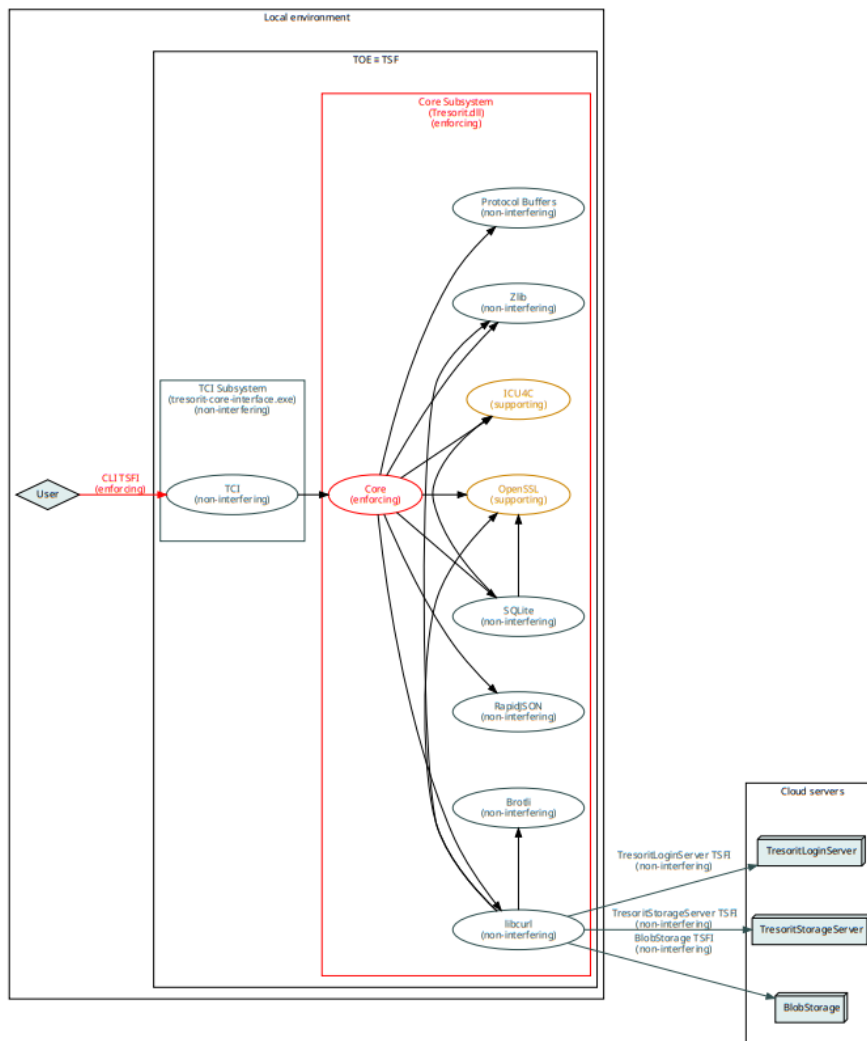 Local environment
TOE = TSF
Core Subsystem
(Tresorit.dll)
(enforcing)
Protocol Buffers
(non-interfering)
Zlib
(non-interfering)
TCI Subsystem
(tresorit-core-interface.exe)
(non-interfering)
ICU4C
(supporting)
User
CLI TSFI
(enforcing)
TCI
(non-interfering)
Core
(enforcing)
OpenSSL
(supporting)
SQLite
(non-interfering)
RapidJSON
(non-interfering)
Cloud servers
Brotli
(non-interfering)
TresoritLoginServer TSFI
(non-interfering)
TresoritLoginServer
libcurl
(non-interfering)
TresoritStorageServer TSFI
(non-interfering)
TresoritStorageServer
BlobStorage TSFI
(non-interfering)
BlobStorage